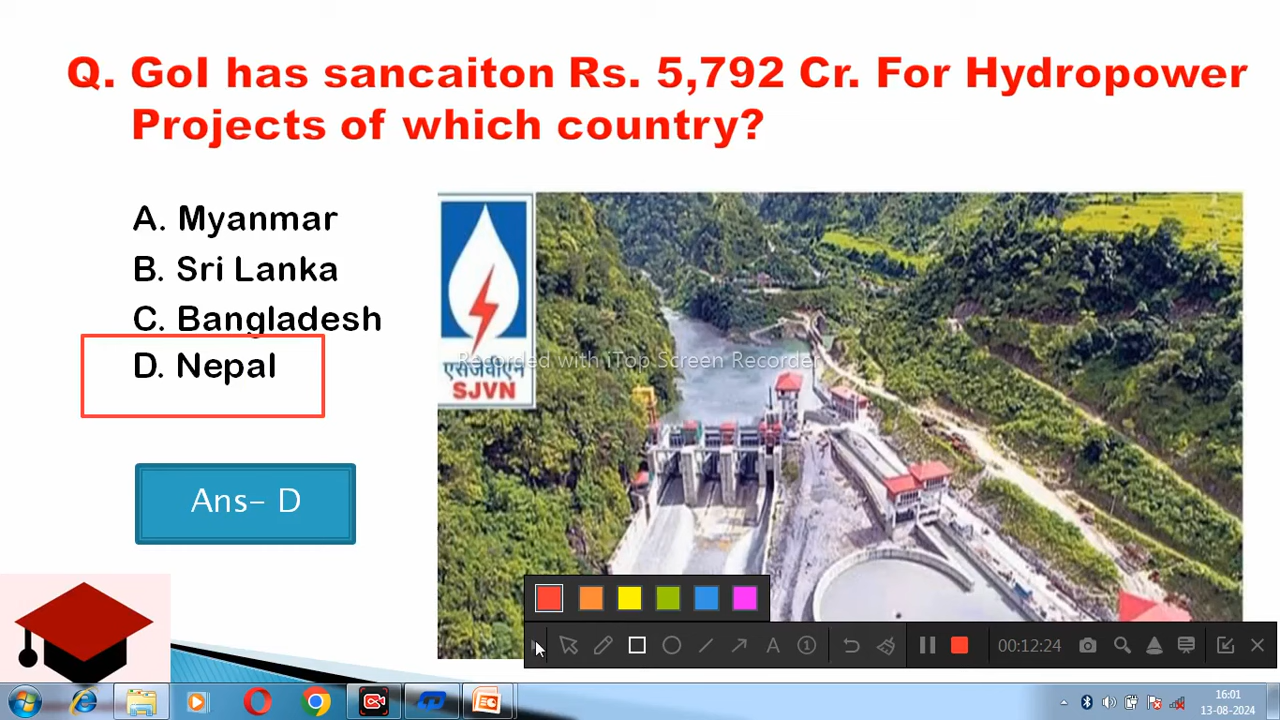 Q. GoI has sancaiton Rs. 5,792 Cr. For Hydropower
Projects of which country?
A. Myanmar
B. Sri Lanka
C. Bangladesh
D. Nepal
Ans- D
एसजेवीएन
SJVN
Recorded with iTop Screen Recorder
A
1
00:12:24
16:01
13-08-2024